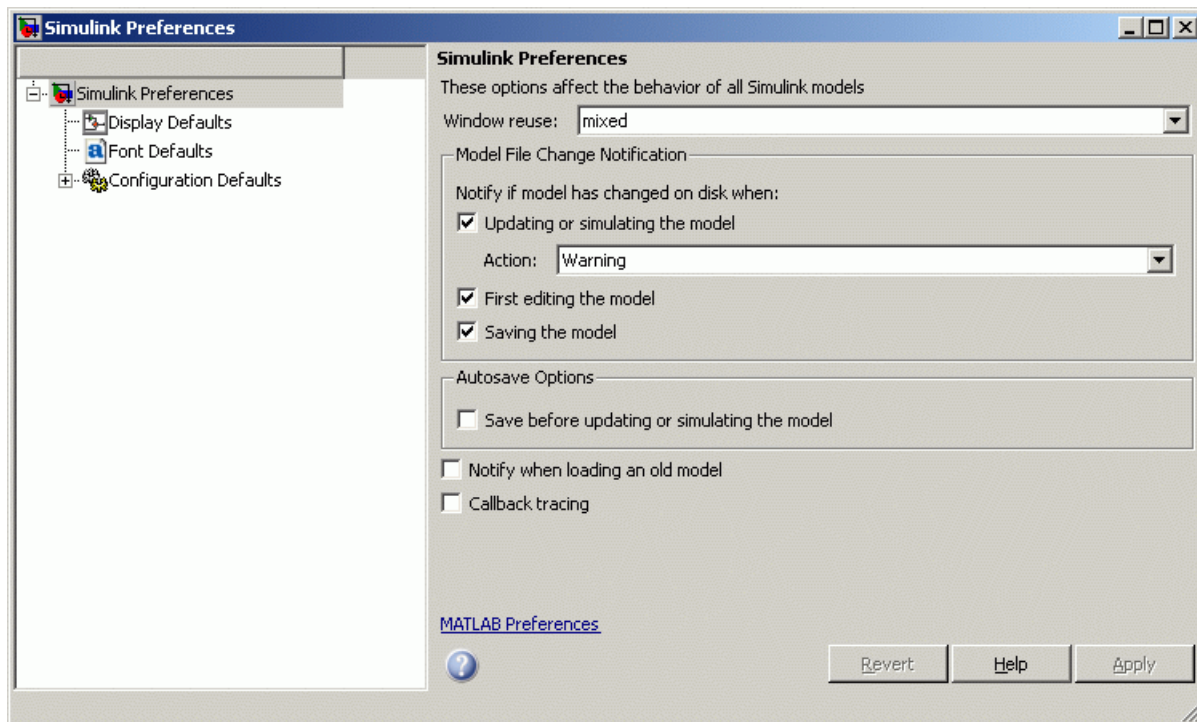 Simulink Preferences
Simulink Preferences
Display Defaults
Font Defaults
Configuration Defaults
Simulink Preferences
These options affect the behavior of all Simulink models
Window reuse: mixed
Model File Change Notification
Notify if model has changed on disk when:
Updating or simulating the model
Action: Warning
First editing the model
Saving the model
Autosave Options
Save before updating or simulating the model
Notify when loading an old model
Callback tracing
MATLAB Preferences
Revert Help Apply